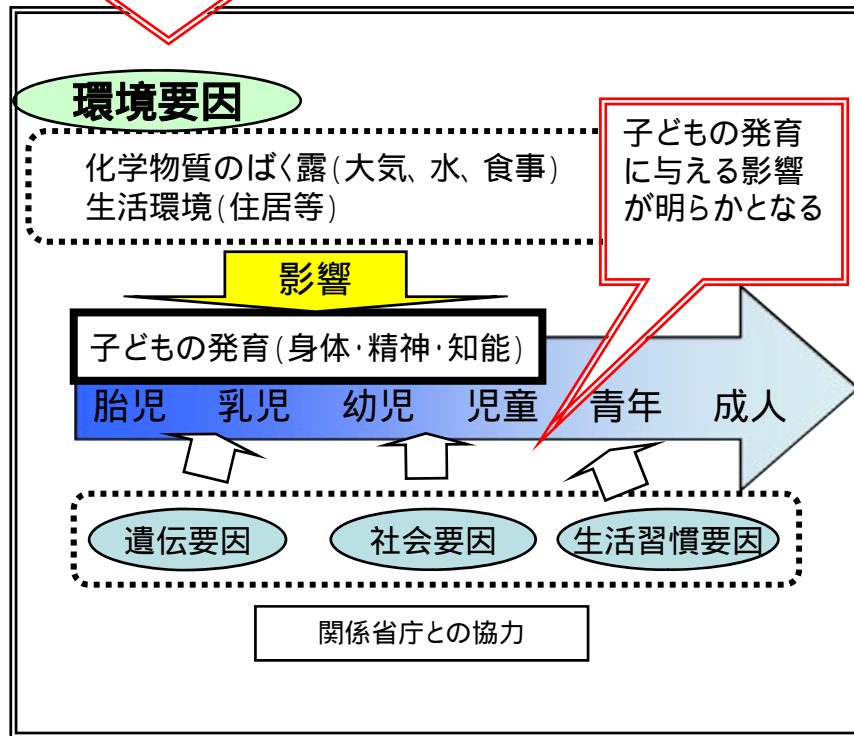 環境要因
化学物質のばく露(大気、水、食事)
生活環境(住居等)
子どもの発育
に与える影響
が明らかとなる
影響
子どもの発育(身体･精神･知能)
胎児 乳児 幼児 児童 青年 成人
遺伝要因 社会要因 生活習慣要因
関係省庁との協力